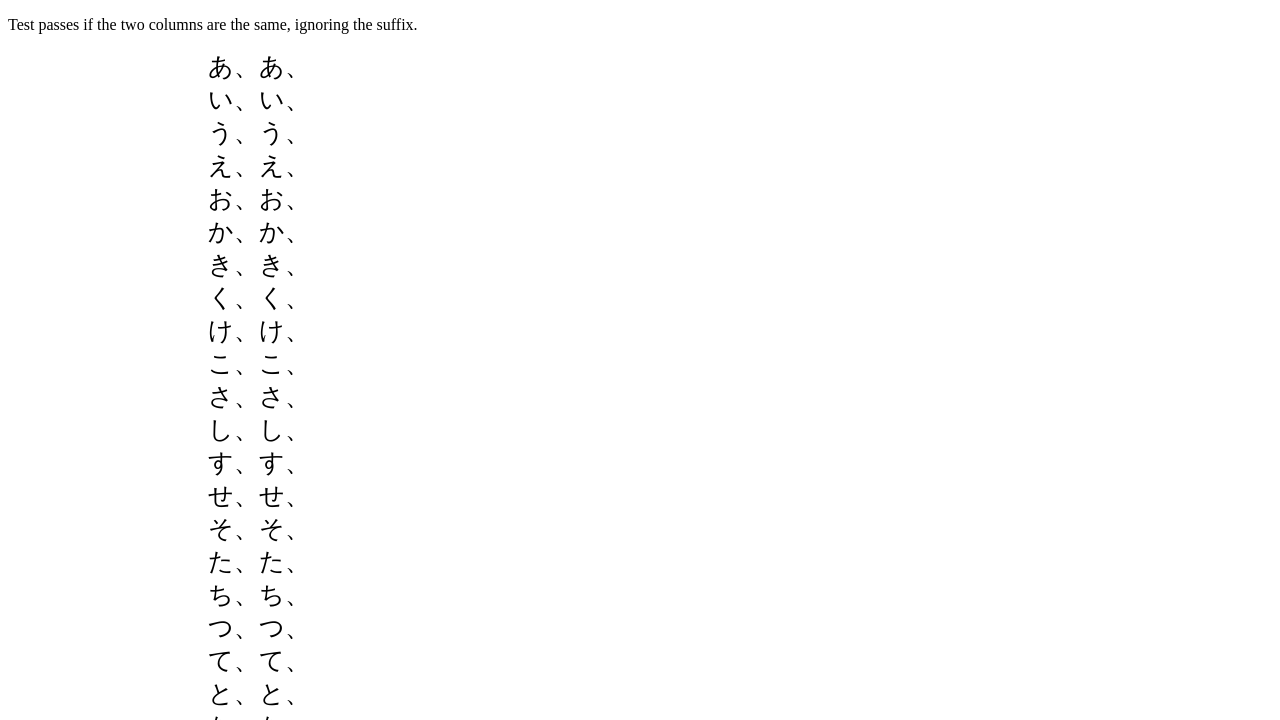 Test passes if the two columns are the same, ignoring the suffix.
あ、あ、
い、い、
う、う、
え、え、
お、お、
か、か、
き、き、
く、く、
け、け、
こ、こ、
さ、さ、
し、し、
す、す、
せ、せ、
そ、そ、
た、た、
ち、ち、
つ、つ、
て、て、
と、と、